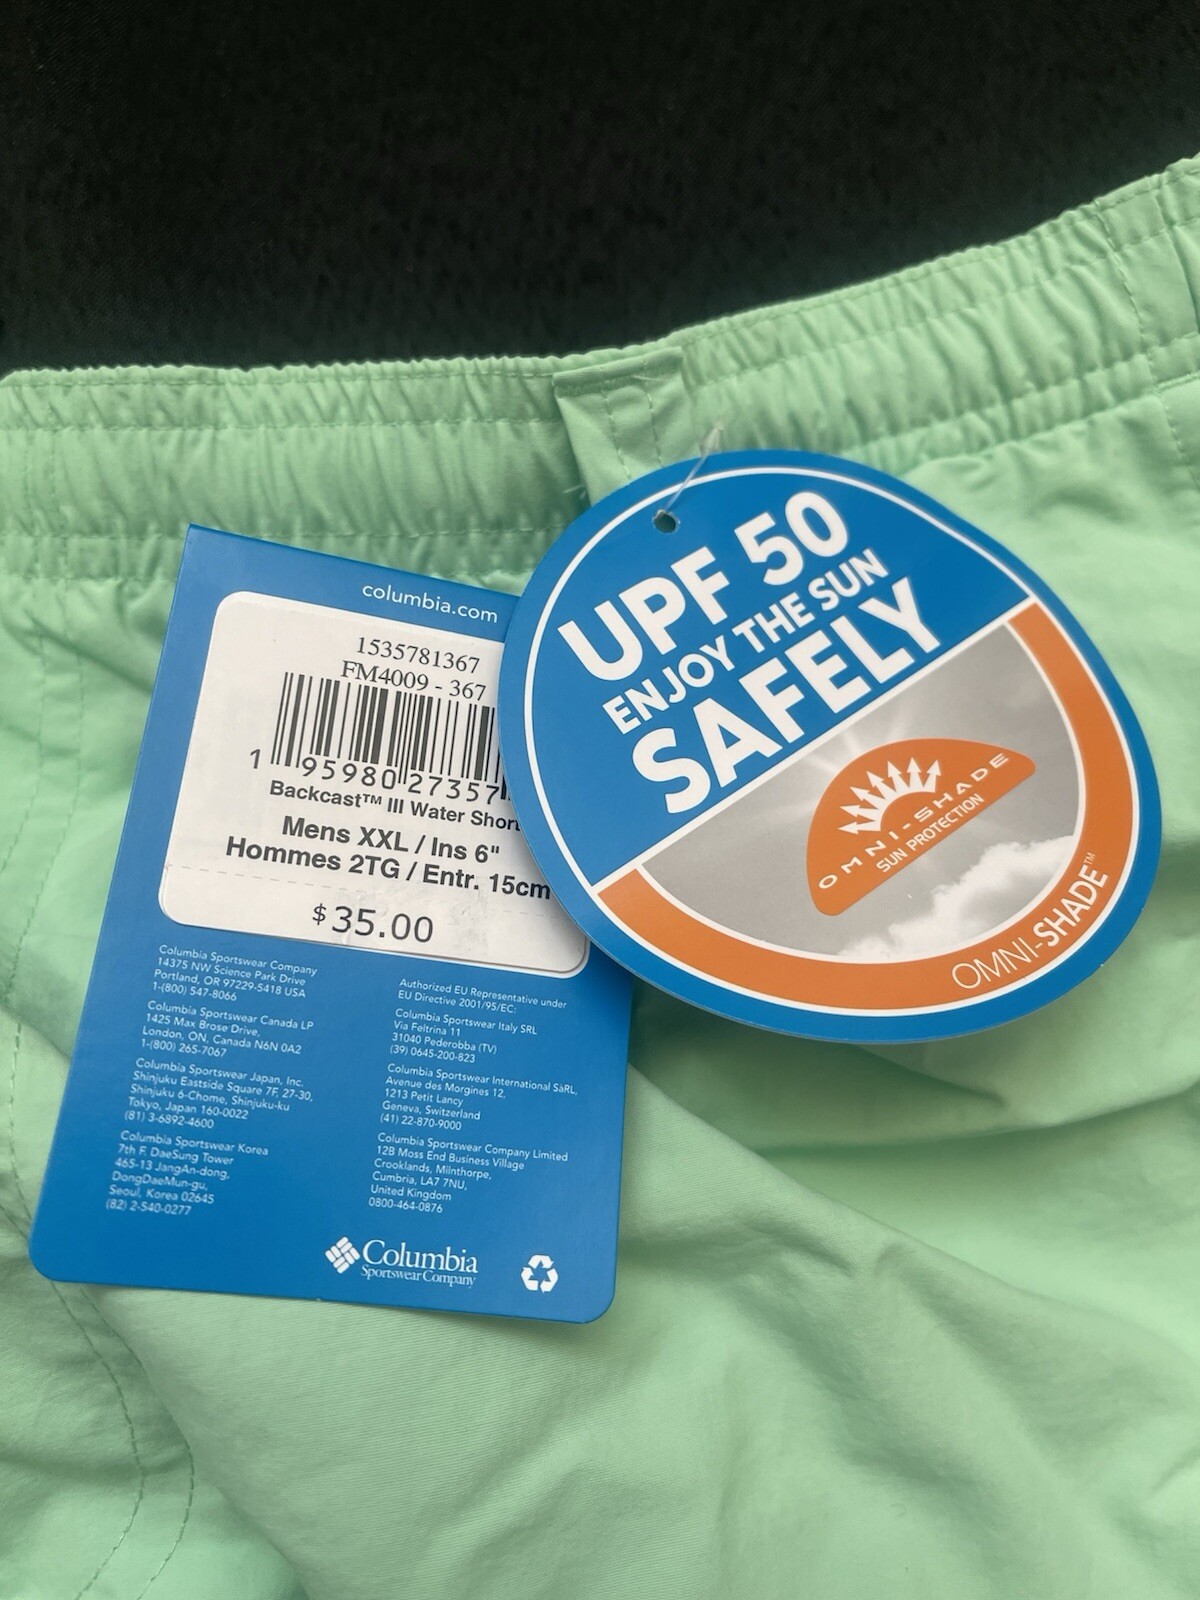 columbia.com
1535781367
FM4009 - 367
1 95980 27357
Backcast™ III Water
Mens XXL / Ins 6"
Hommes 2TG / Entr. 15cm
$35.00
Columbia Sportswear Company
14375 NW Science Park Drive
Portland, OR 97229-5418 USA
1-(800) 547-8066
Columbia Sportswear Canada LP
1425 Max Brose Drive,
London, ON, Canada N6N 0A2
1-(800) 265-7067
Columbia Sportswear Japan, Inc.
Shinjuku Eastside Square 7F, 27-30,
Shinjuku 6-Chome, Shinjuku-ku
Tokyo, Japan 160-0022
(81) 3-6892-4600
Columbia Sportswear Korea
7th F. DaeSung Tower
465-13 JangAn-dong,
DongDaeMun-gu,
Seoul, Korea 02645
(82) 2-540-0277
Authorized EU Representative under
EU Directive 2001/95/EC:
Columbia Sportswear Italy SRL
Via Feltrina 11
31040 Pederobba (TV)
(39) 0645-200-823
Columbia Sportswear International SàRL,
Avenue des Morgines 12,
1213 Petit Lancy
Geneva, Switzerland
(41) 22-870-9000
Columbia Sportswear Company Limited
12B Moss End Business Village
Crooklands, Milnthorpe,
Cumbria, LA7 7NU,
United Kingdom
0800-464-0876
Columbia
Sportswear Company
UPF 50
ENJOY THE SUN
SAFELY
OMNI-SHADE
SUN PROTECTION
OMNI-SHADE™